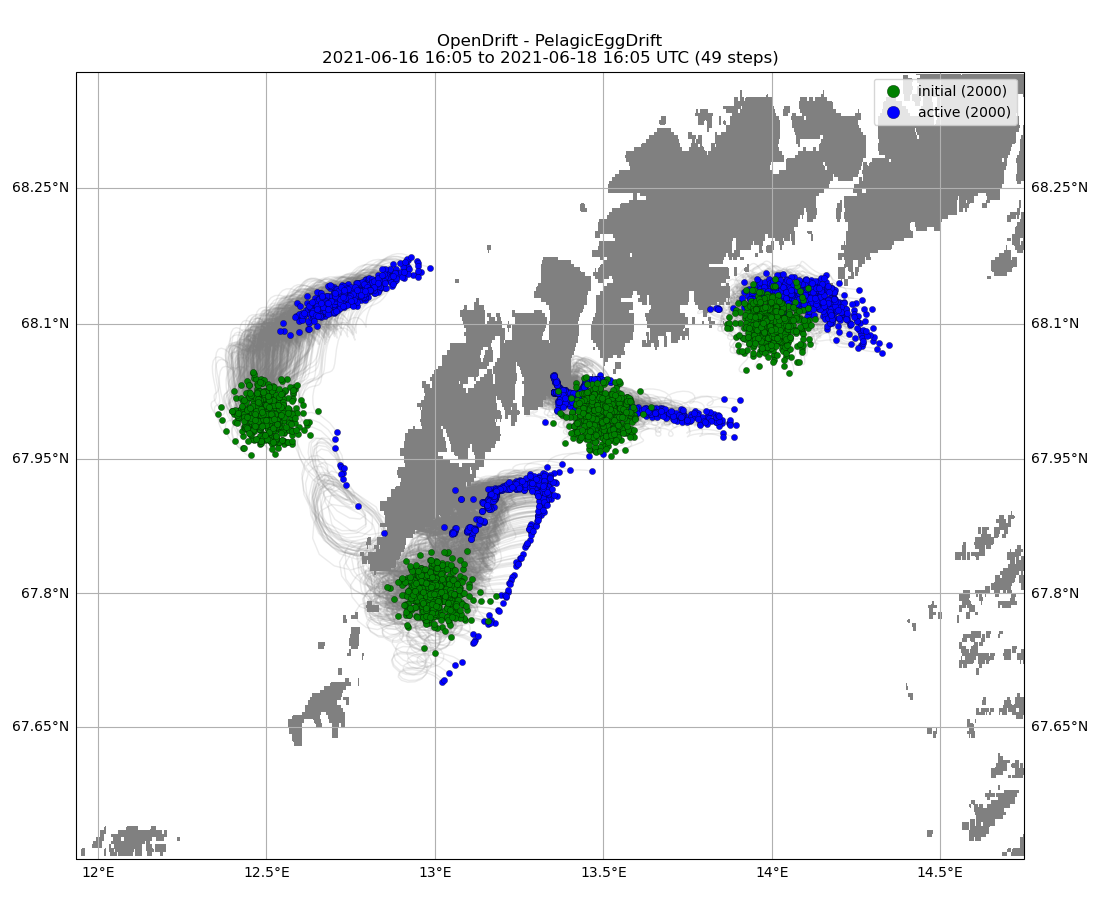 OpenDrift - PelagicEggDrift
2021-06-16 16:05 to 2021-06-18 16:05 UTC (49 steps)
initial (2000)
active (2000)
68.25°N
68.25°N
68.1°N
68.1°N
67.95°N
67.95°N
67.8°N
67.8°N
67.65°N
67.65°N
12°E
12.5°E
13°E
13.5°E
14°E
14.5°E